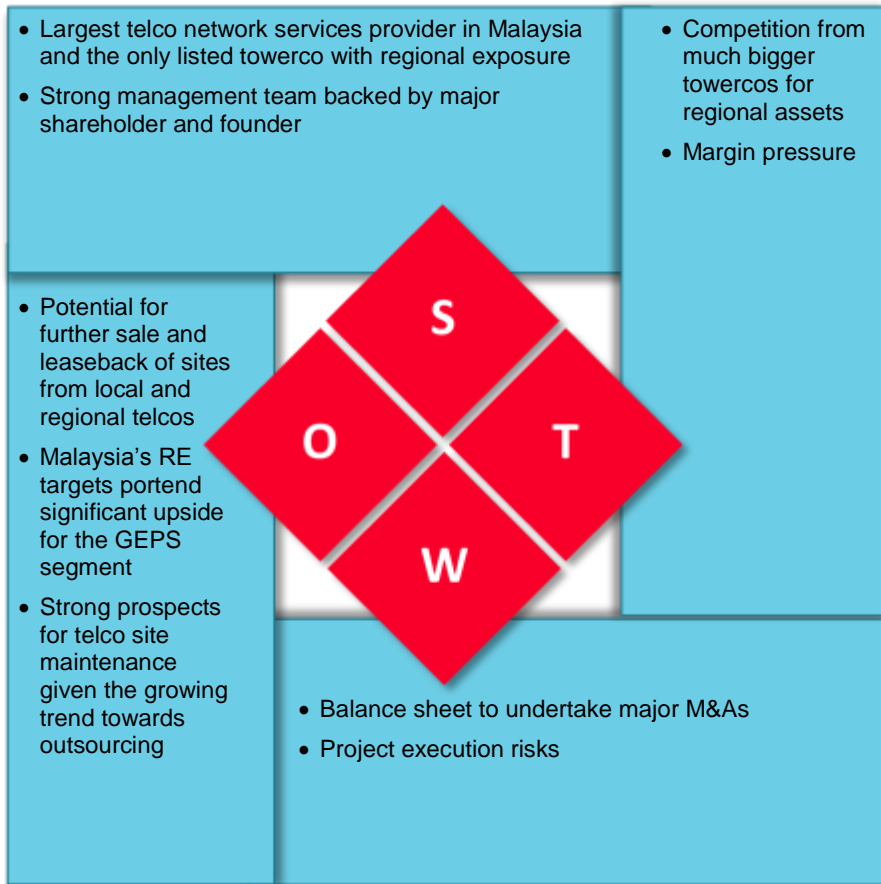 • Largest telco network services provider in Malaysia
and the only listed towerco with regional exposure
• Strong management team backed by major
shareholder and founder
• Competition from
much bigger
towercos for
regional assets
• Margin pressure
S
O
T
W
• Potential for
further sale and
leaseback of sites
from local and
regional telcos
• Malaysia’s RE
targets portend
significant upside
for the GEPS
segment
• Strong prospects
for telco site
maintenance
given the growing
trend towards
outsourcing
• Balance sheet to undertake major M&As
• Project execution risks